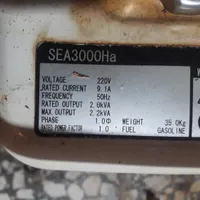 SEA3000Ha
VOLTAGE 220V
RATED CURRENT 9.1A
FREQUENCY 50Hz
RATED OUTPUT 2.0kVA
MAX OUTPUT 2.2kVA
PHASE 1.0Φ WEIGHT 35.0KG
RATED POWER FACTOR 1.0 FUEL GASOLINE